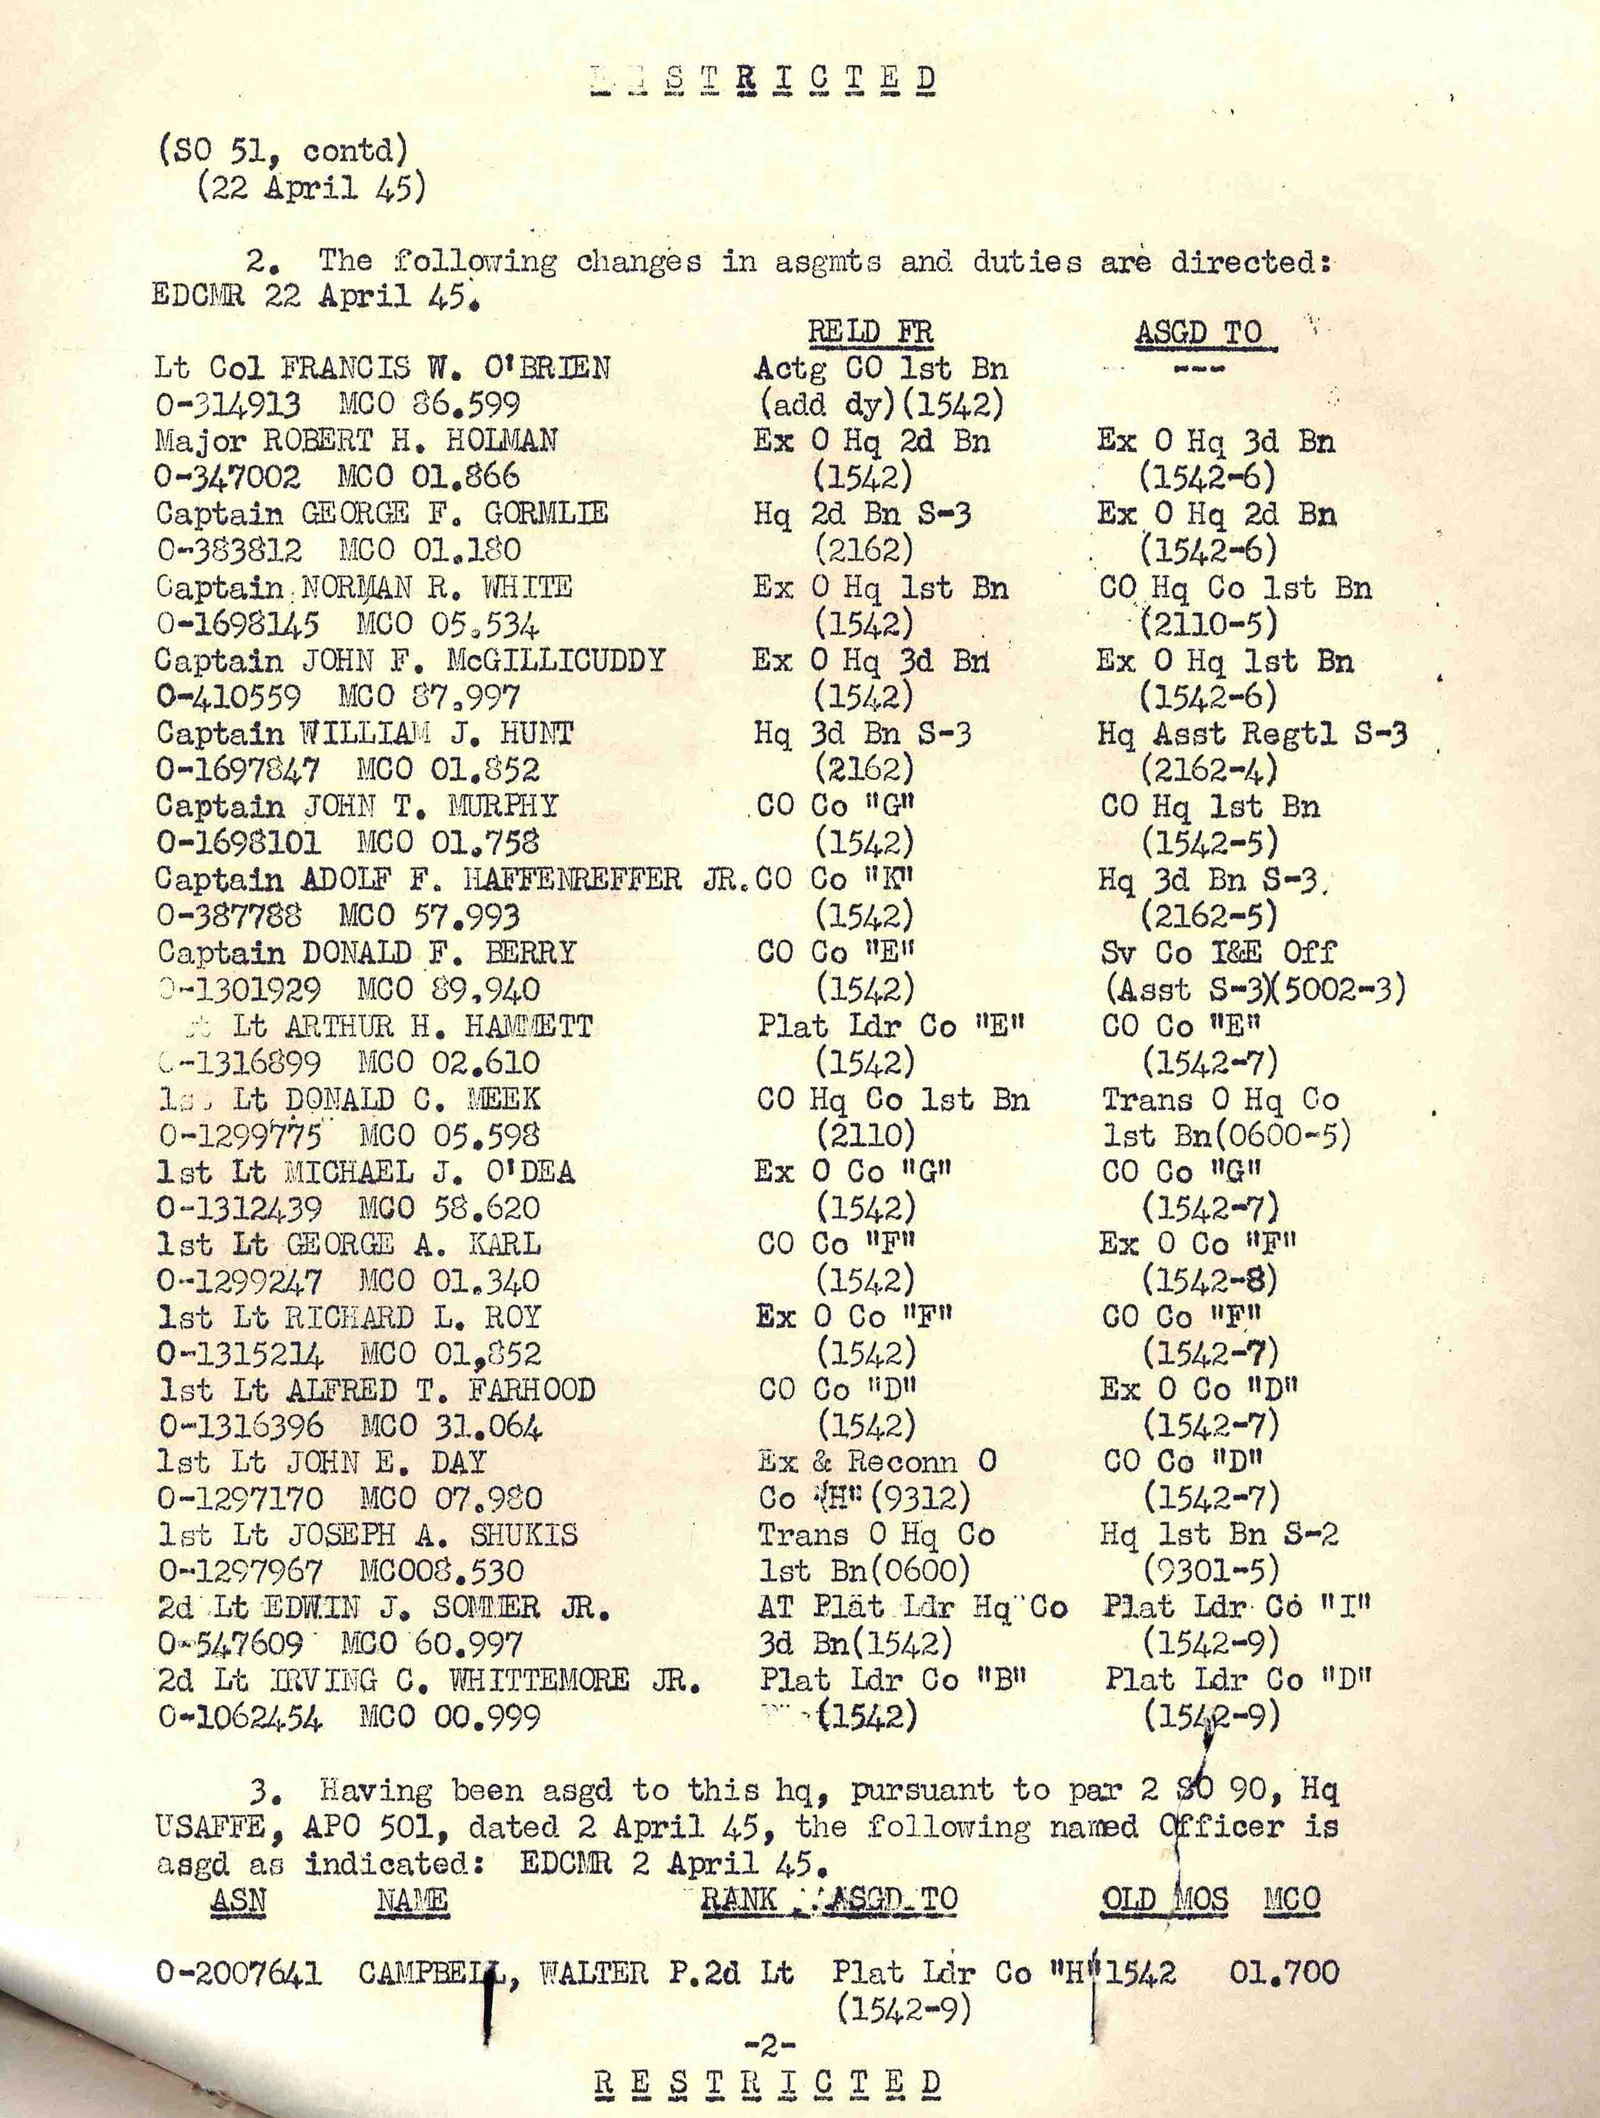 RESTRICTED
(SO 51, contd)
(22 April 45)
2. The following changes in asgmts and duties are directed:
EDCMR 22 April 45.
RELD FR ASGD TO
Lt Col FRANCIS W. O'BRIEN Actg CO 1st Bn ---
O-314913 MCO 86.599 (add dy)(1542)
Major ROBERT H. HOLMAN Ex O Hq 2d Bn Ex O Hq 3d Bn
O-347002 MCO 01.866 (1542) (1542-6)
Captain GEORGE F. GORMLIE Hq 2d Bn S-3 Ex O Hq 2d Bn
O-383812 MCO 01.180 (2162) (1542-6)
Captain NORMAN R. WHITE Ex O Hq 1st Bn CO Hq Co 1st Bn
O-1698145 MCO 05.534 (1542) (2110-5)
Captain JOHN F. McGILLICUDDY Ex O Hq 3d Bn Ex O Hq 1st Bn
O-410559 MCO 87.997 (1542) (1542-6)
Captain WILLIAM J. HUNT Hq 3d Bn S-3 Hq Asst Regtl S-3
O-1697847 MCO 01.852 (2162) (2162-4)
Captain JOHN T. MURPHY CO Co "G" CO Hq 1st Bn
O-1698101 MCO 01.758 (1542) (1542-5)
Captain ADOLF F. HAFFENREFFER JR. CO Co "K" Hq 3d Bn S-3
O-387788 MCO 57.993 (1542) (2162-5)
Captain DONALD F. BERRY CO Co "E" Sv Co I&E Off
O-1301929 MCO 89.940 (1542) (Asst S-3)(5002-3)
1st Lt ARTHUR H. HAMMETT Plat Ldr Co "E" CO Co "E"
O-1316899 MCO 02.610 (1542) (1542-7)
1st Lt DONALD C. MEEK CO Hq Co 1st Bn Trans O Hq Co
O-1299775 MCO 05.598 (2110) 1st Bn(0600-5)
1st Lt MICHAEL J. O'DEA Ex O Co "G" CO Co "G"
O-1312439 MCO 58.620 (1542) (1542-7)
1st Lt GEORGE A. KARL CO Co "F" Ex O Co "F"
O-1299247 MCO 01.340 (1542) (1542-8)
1st Lt RICHARD L. ROY Ex O Co "F" CO Co "F"
O-1315214 MCO 01,852 (1542) (1542-7)
1st Lt ALFRED T. FARHOOD CO Co "D" Ex O Co "D"
O-1316396 MCO 31.064 (1542) (1542-7)
1st Lt JOHN E. DAY Ex & Reconn O CO Co "D"
O-1297170 MCO 07.980 Co "H" (9312) (1542-7)
1st Lt JOSEPH A. SHUKIS Trans O Hq Co Hq 1st Bn S-2
O-1297967 MCO08.530 1st Bn(0600) (9301-5)
2d Lt EDWIN J. SOMMER JR. AT Plat Ldr Hq Co Plat Ldr Co "I"
O-547609 MCO 60.997 3d Bn(1542) (1542-9)
2d Lt IRVING C. WHITTEMORE JR. Plat Ldr Co "B" Plat Ldr Co "D"
O-1062454 MCO 00.999 (1542) (1542-9)
3. Having been asgd to this hq, pursuant to par 2 SO 90, Hq
USAFFE, APO 501, dated 2 April 45, the following named Officer is
asgd as indicated: EDCMR 2 April 45.
ASN NAME RANK ASGD TO OLD MOS MCO
O-2007641 CAMPBELL, WALTER P.2d Lt Plat Ldr Co "H" 1542 01.700
(1542-9)
-2-
RESTRICTED